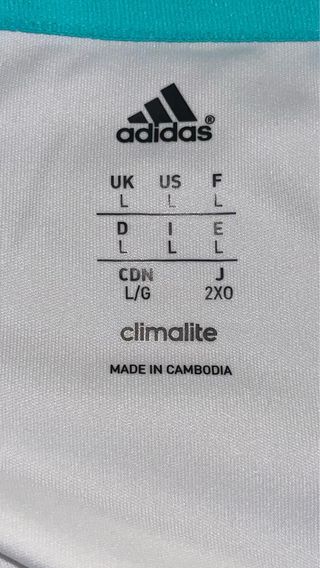 adidas®
UK US F
L L L
D I E
L L L
CDN J
L/G 2XO
climalite
MADE IN CAMBODIA